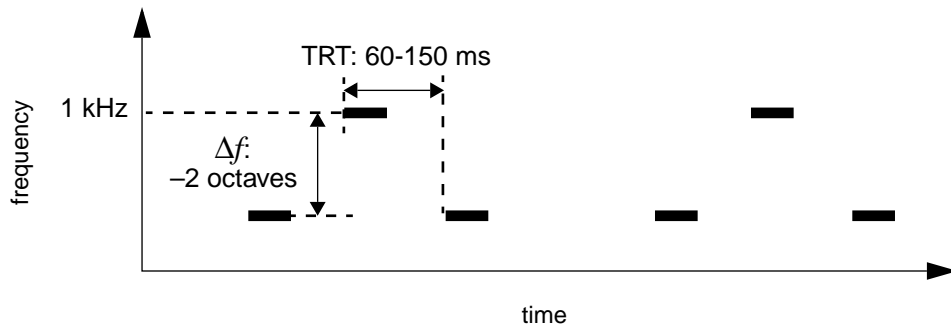 TRT: 60-150 ms
1 kHz
Δf:
–2 octaves
frequency
time